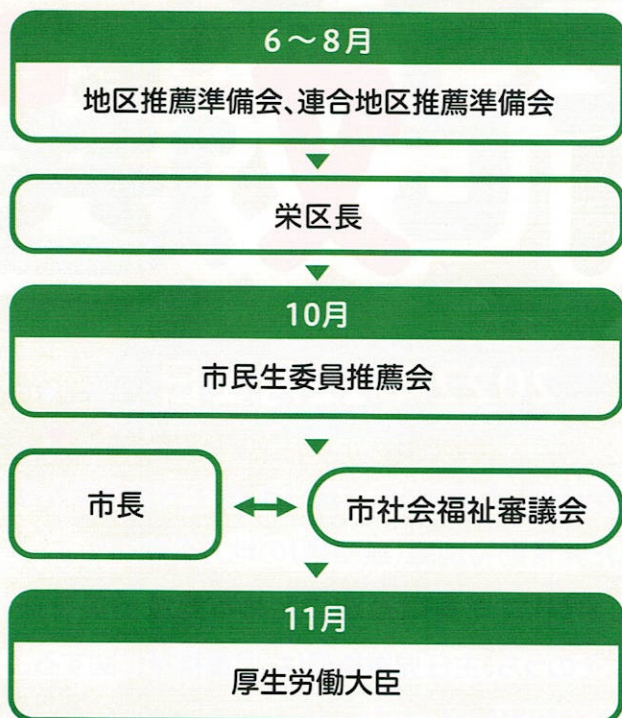 6～8月
地区推薦準備会、連合地区推薦準備会
栄区長
10月
市民生委員推薦会
市長
市社会福祉審議会
11月
厚生労働大臣